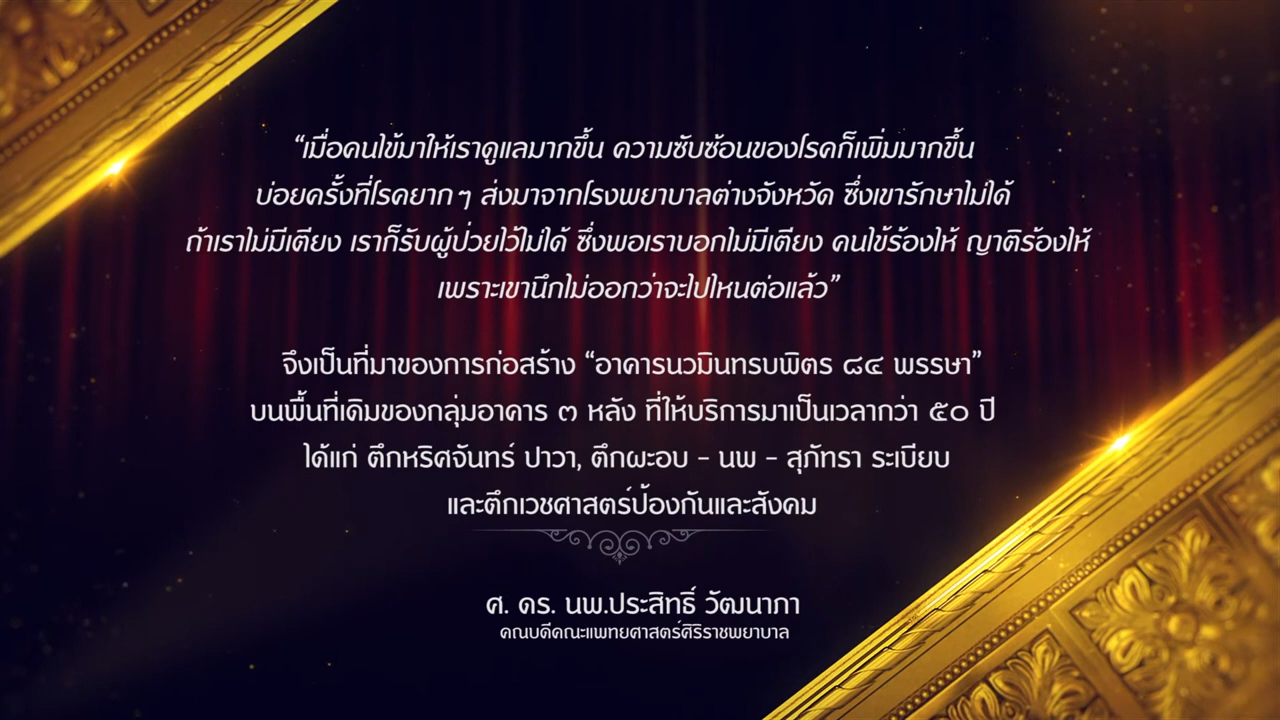 “เมื่อคนไข้มาให้เราดูแลมากขึ้น ความซับซ้อนของโรคก็เพิ่มมากขึ้น
บ่อยครั้งที่โรคยาก ๆ ส่งมาจากโรงพยาบาลต่างจังหวัด ซึ่งเขารักษาไม่ได้
ถ้าเราไม่มีเตียง เราก็รับผู้ป่วยไว้ไม่ได้ ซึ่งพอเราบอกไม่มีเตียง คนไข้ร้องไห้ ญาติร้องไห้
เพราะเขานึกไม่ออกว่าจะไปไหนต่อแล้ว”
จึงเป็นที่มาของการก่อสร้าง “อาคารนวมินทรบพิตร ๘๔ พรรษา”
บนพื้นที่เดิมของกลุ่มอาคาร ๓ หลัง ที่ให้บริการมาเป็นเวลากว่า ๕๐ ปี
ได้แก่ ตึกหริศจันทร์ ปาวา, ตึกผะอบ - นพ - สุภัทรา ระเบียบ
และตึกเวชศาสตร์ป้องกันและสังคม
ศ. ดร. นพ.ประสิทธิ์ วัฒนาภา
คณบดีคณะแพทยศาสตร์ศิริราชพยาบาล